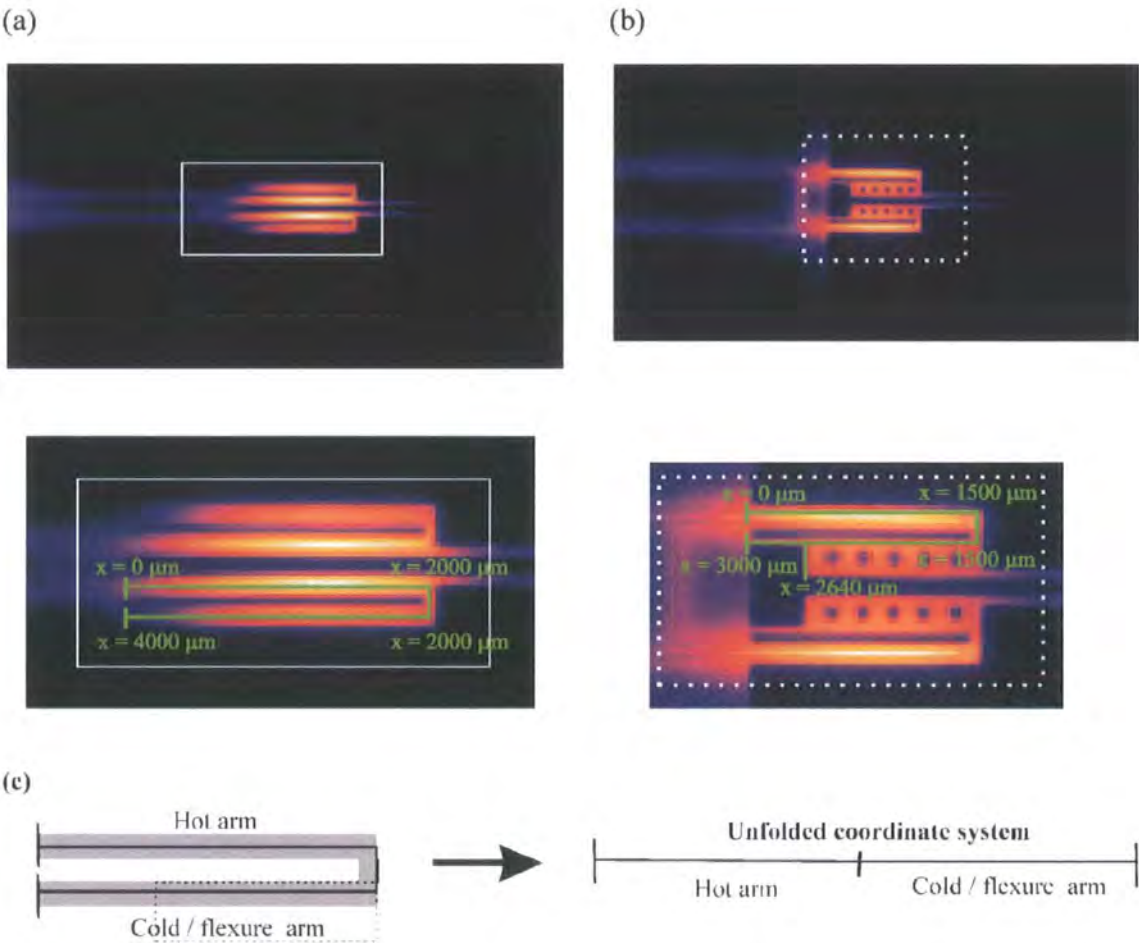 (a)
(b)
x = 0 μm
x = 2000 μm
x = 4000 μm
x = 2000 μm
x = 0 μm
x = 1500 μm
x = 3000 μm
x = 1500 μm
x = 2640 μm
(c)
Hot arm
Cold / flexure arm
Unfolded coordinate system
Hot arm
Cold / flexure arm